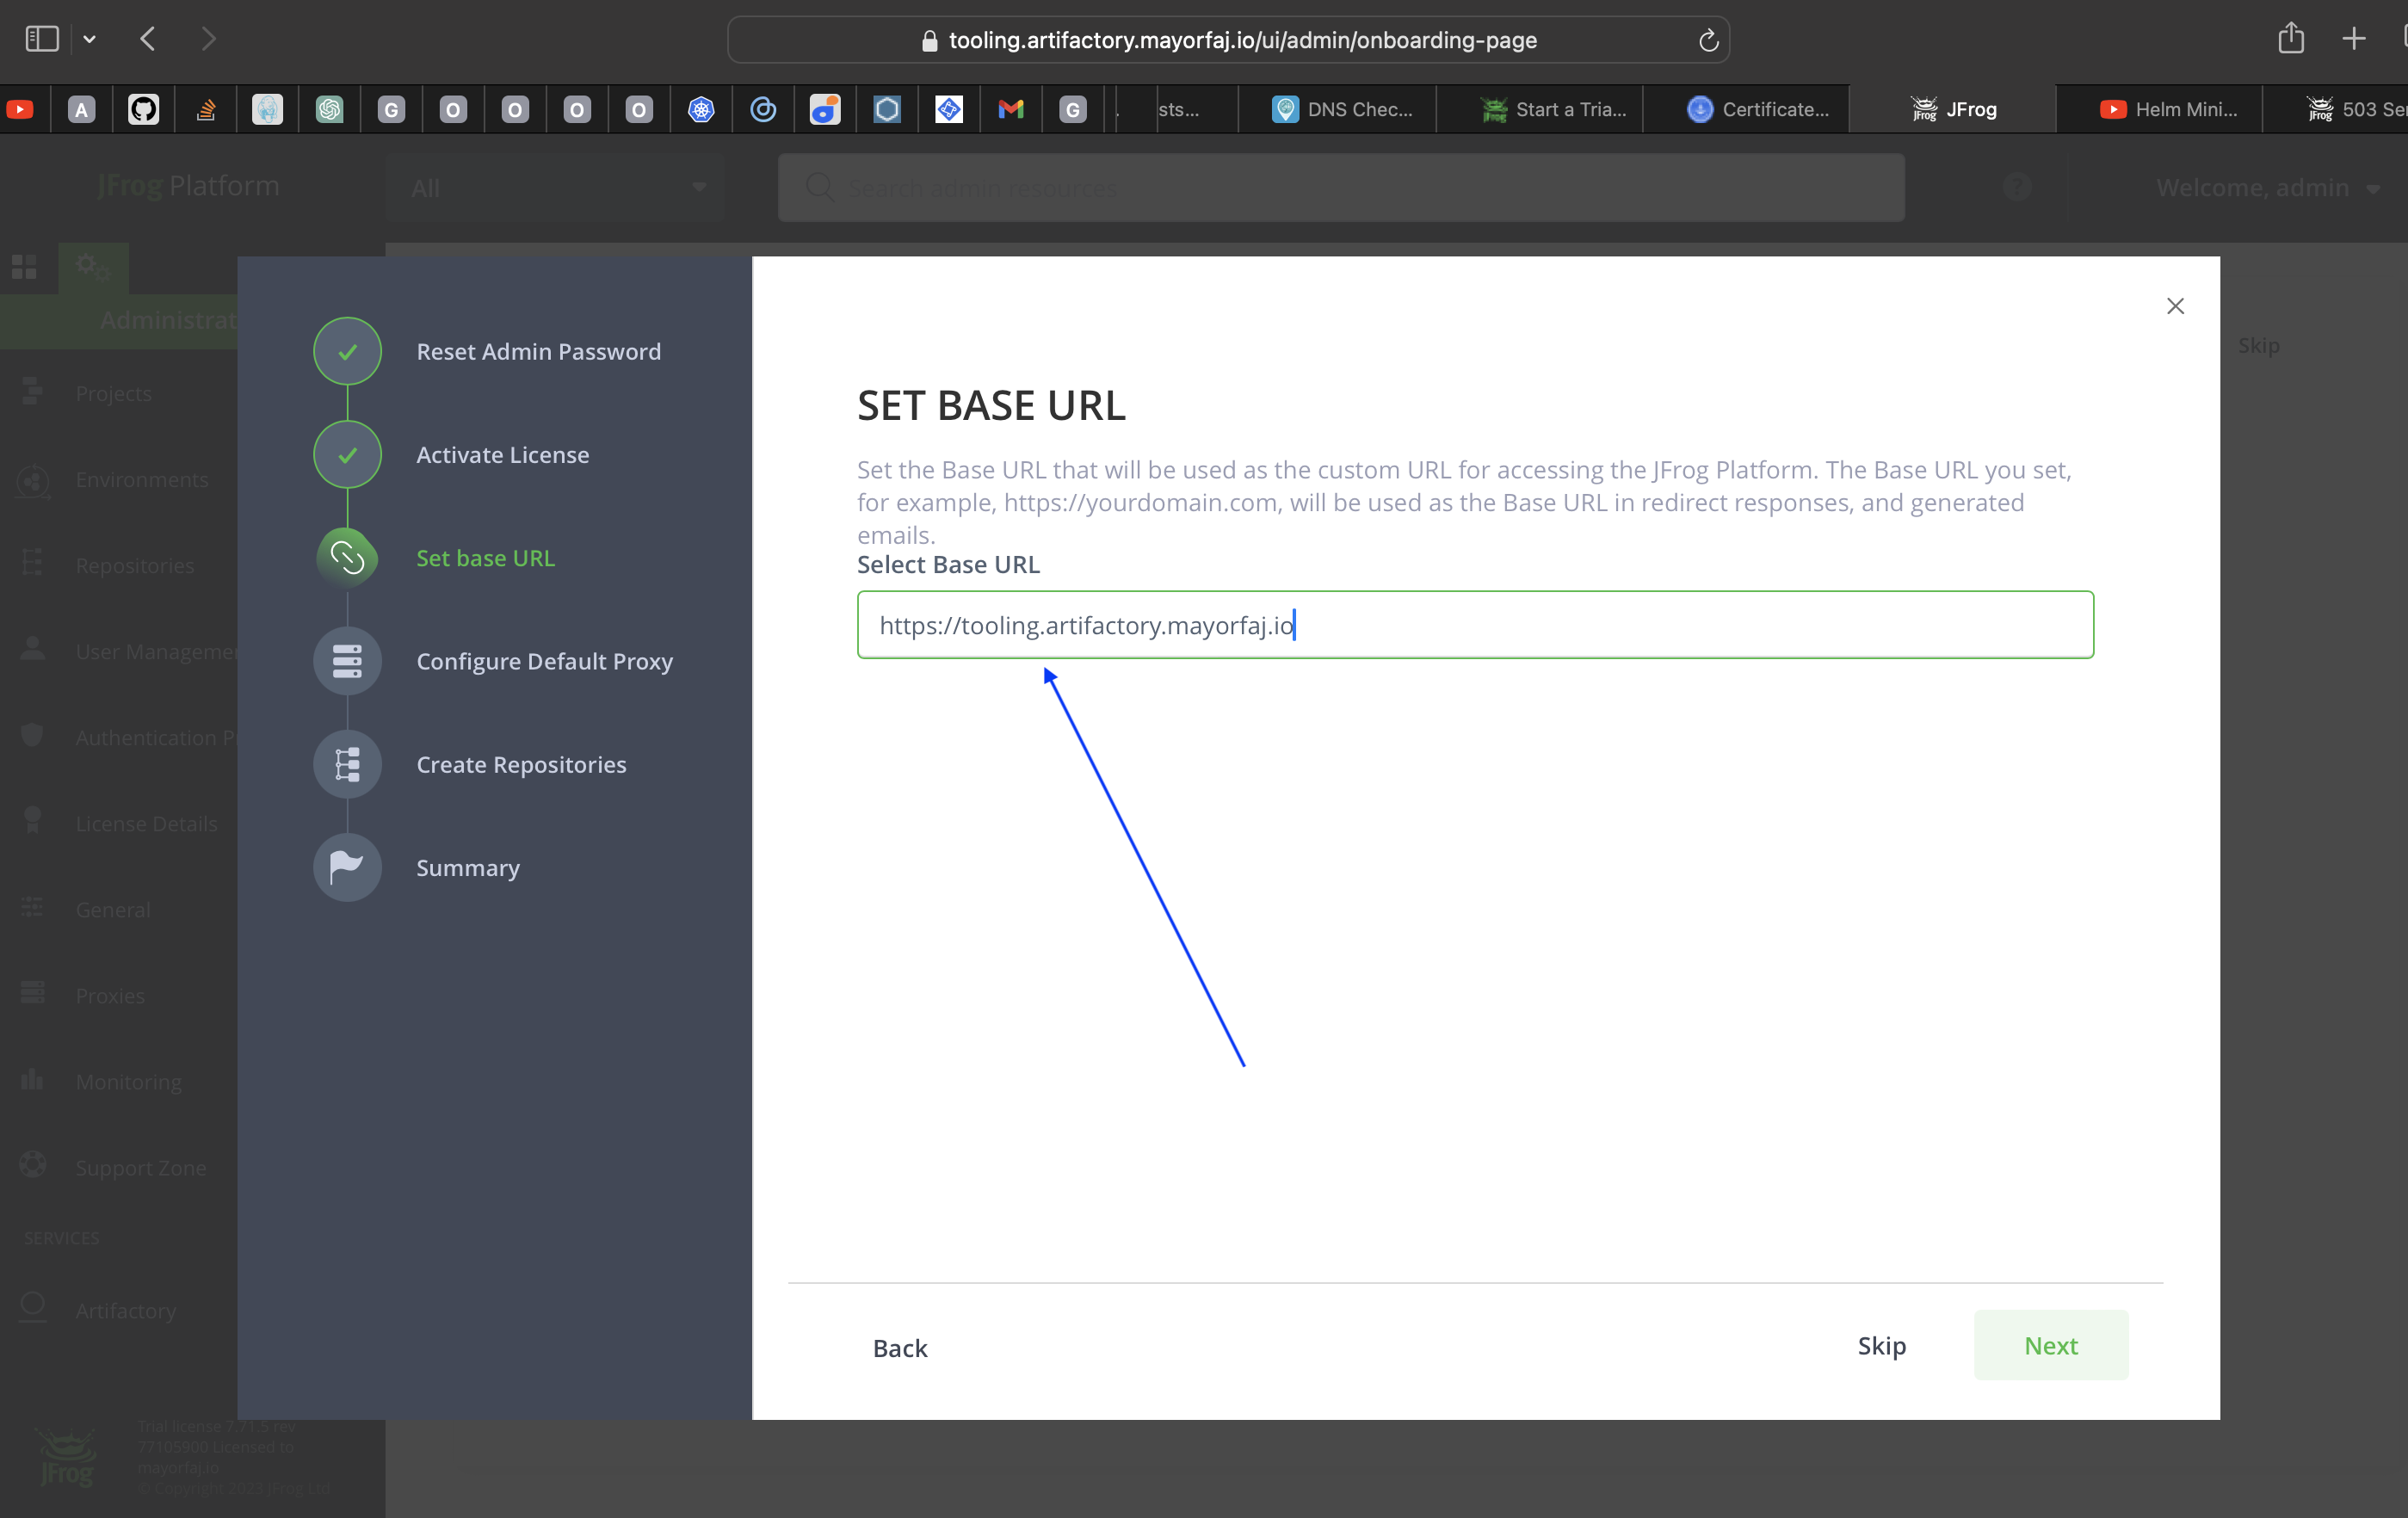 tooling.artifactory.mayorfaj.io/ui/admin/onboarding-page
A
G
O
O
O
O
G
sts...
DNS Chec...
Start a Tria...
Certificate...
JFrog
Helm Mini...
503 Se
JFrog Platform
All
Search admin resources
?
Welcome, admin
Administrat
Projects
Environments
Repositories
User Manageme
Authentication P
License Details
General
Proxies
Monitoring
Support Zone
SERVICES
Artifactory
JFrog
Trial license 7.71.5 rev
77105900 Licensed to
mayorfaj.io
© Copyright 2023 JFrog Ltd
Reset Admin Password
Activate License
Set base URL
Configure Default Proxy
Create Repositories
Summary
Skip
SET BASE URL
Set the Base URL that will be used as the custom URL for accessing the JFrog Platform. The Base URL you set,
for example, https://yourdomain.com, will be used as the Base URL in redirect responses, and generated
emails.
Select Base URL
https://tooling.artifactory.mayorfaj.io
Back
Skip
Next